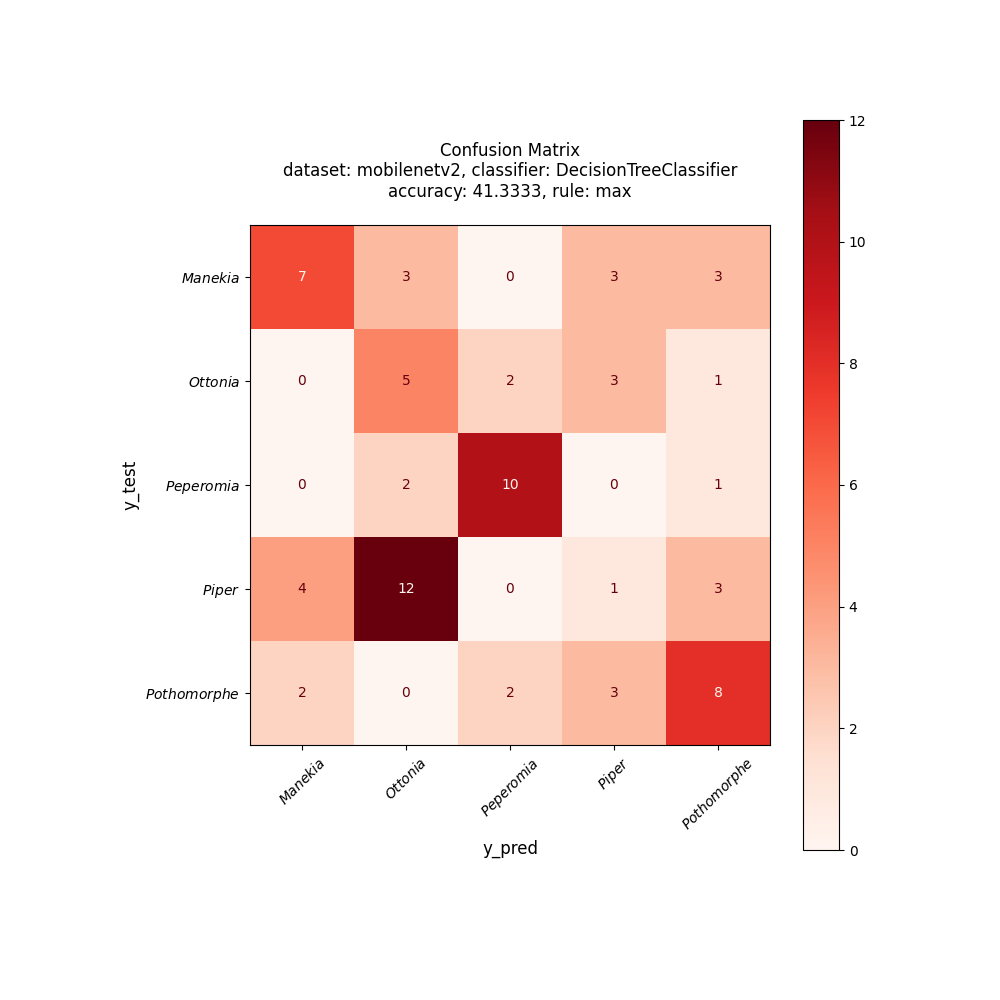 Confusion Matrix
dataset: mobilenetv2, classifier: DecisionTreeClassifier
accuracy: 41.3333, rule: max
12
10
8
6
4
2
0
y_test
Manekia 7 3 0 3 3
Ottonia 0 5 2 3 1
Peperomia 0 2 10 0 1
Piper 4 12 0 1 3
Pothomorphe 2 0 2 3 8
Manekia Ottonia Peperomia Piper Pothomorphe
y_pred